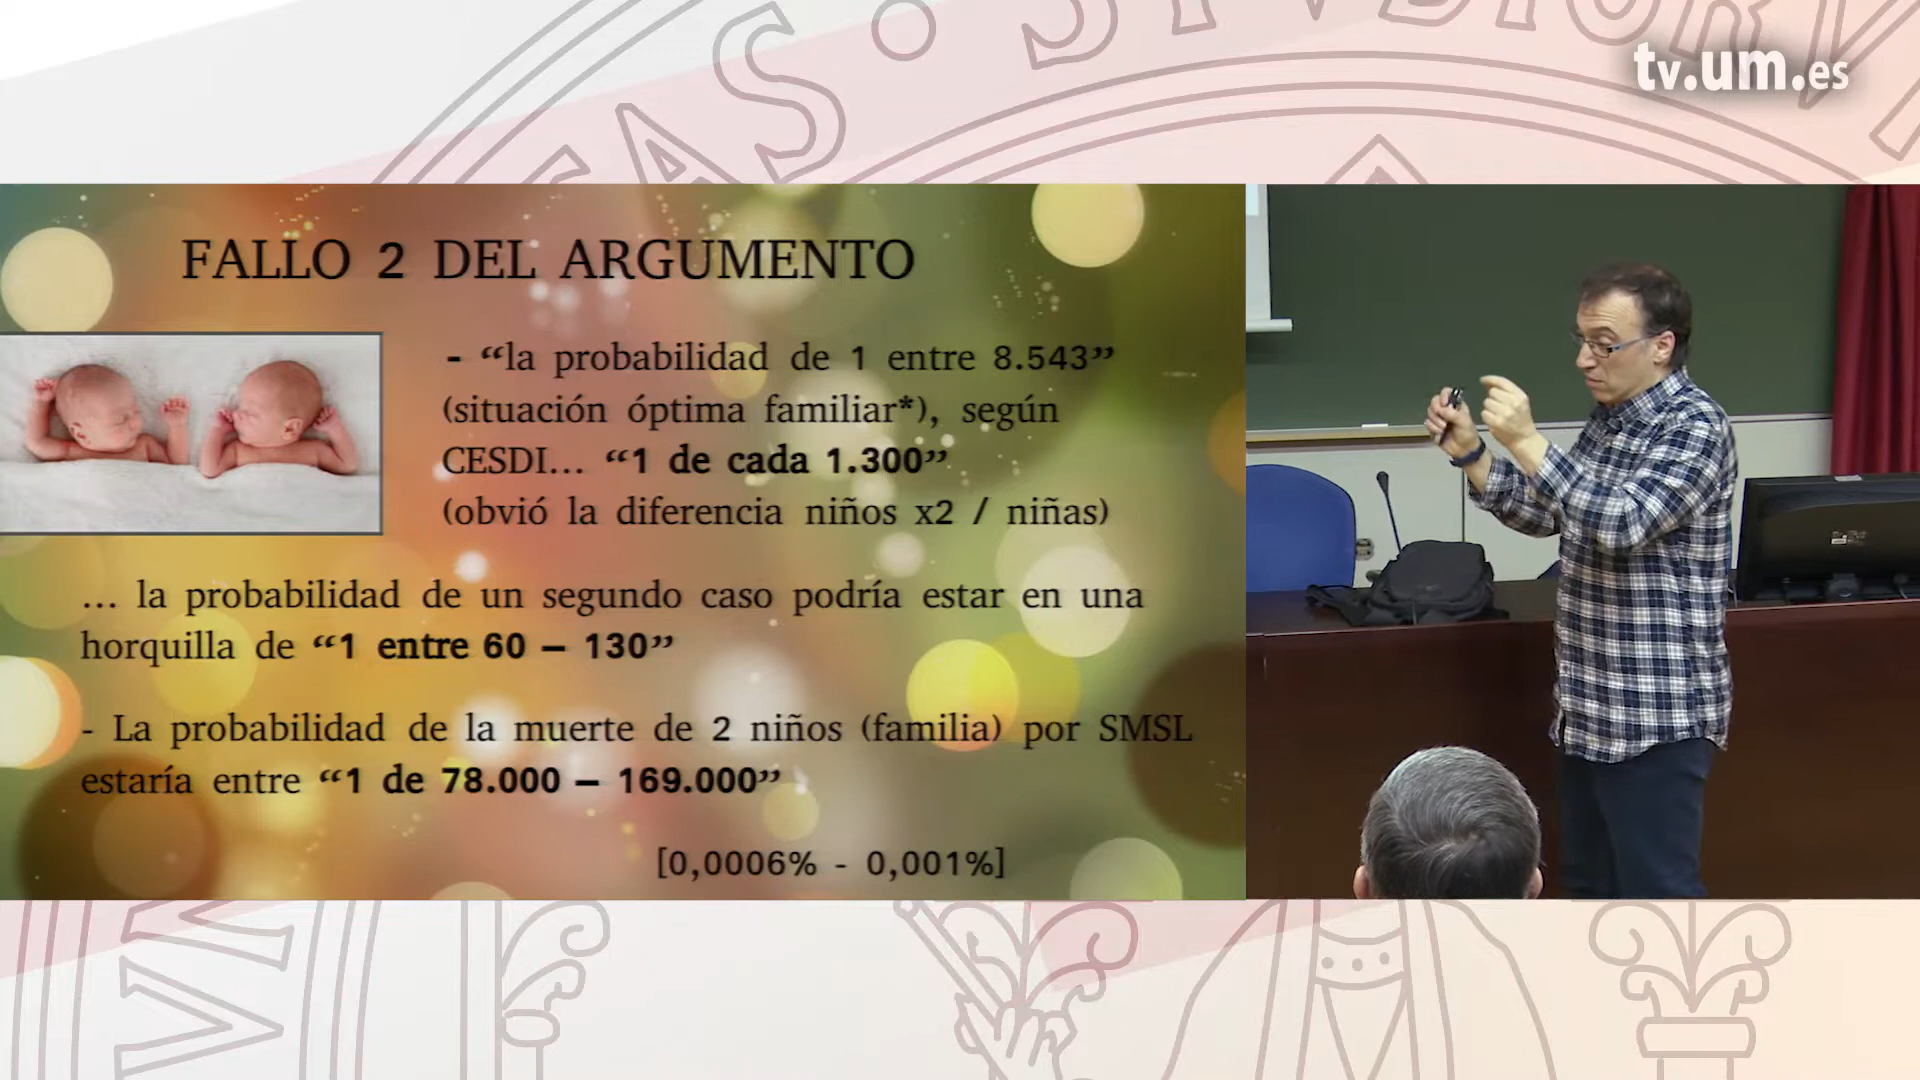 AS · STVDIORV
tv.um.es
FALLO 2 DEL ARGUMENTO
- “la probabilidad de 1 entre 8.543”
(situación óptima familiar*), según
CESDI... “1 de cada 1.300”
(obvió la diferencia niños x2 / niñas)
... la probabilidad de un segundo caso podría estar en una
horquilla de “1 entre 60 – 130”
- La probabilidad de la muerte de 2 niños (familia) por SMSL
estaría entre “1 de 78.000 – 169.000”
[0,0006% - 0,001%]